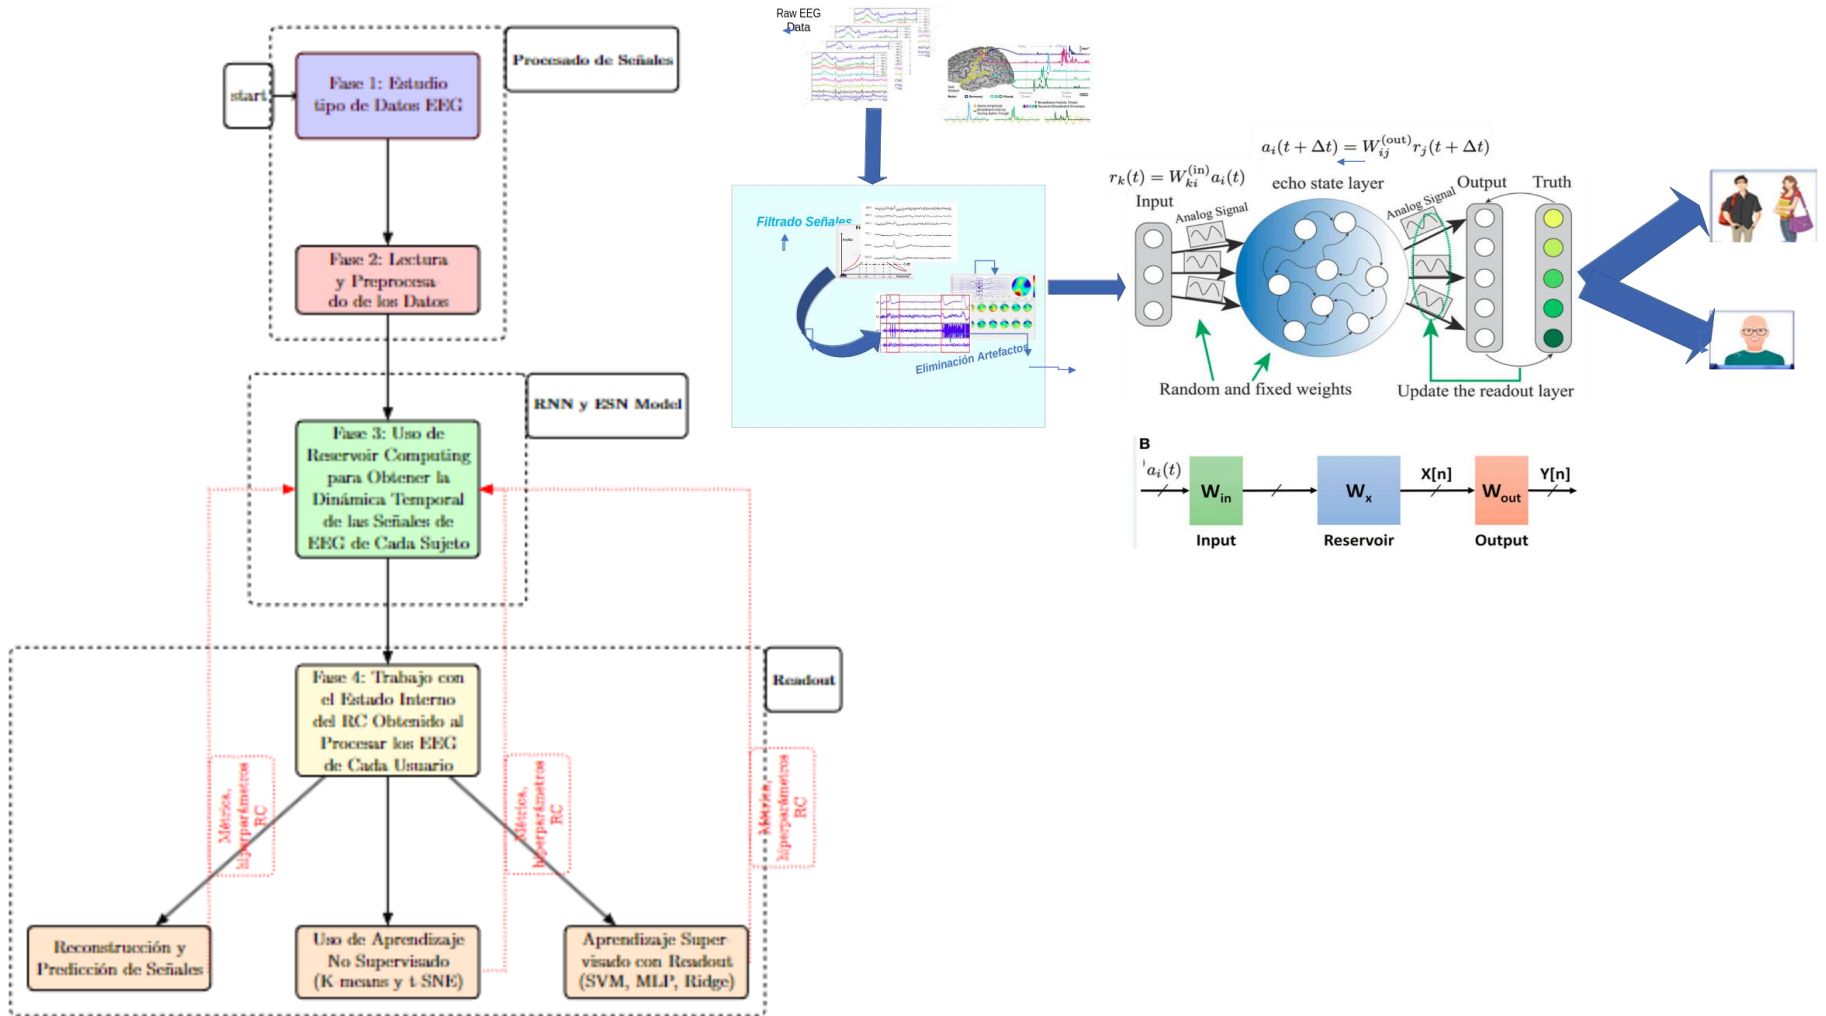 Procesado de Señales
start
Fase 1: Estudio
tipo de Datos EEG
Fase 2: Lectura
y Preprocesa-
do de los Datos
RNN y ESN Model
Fase 3: Uso de
Reservoir Computing
para Obtener la
Dinámica Temporal
de las Señales de
EEG de Cada Sujeto
Readout
Fase 4: Trabajo con
el Estado Interno
del RC Obtenido al
Procesar los EEG
de Cada Usuario
Métrica,
hiperparámetros
RC
Métrica,
hiperparámetros
RC
Métrica,
hiperparámetros
RC
Reconstrucción y
Predicción de Señales
Uso de Aprendizaje
No Supervisado
(K-means y t-SNE)
Aprendizaje Super-
visado con Readout
(SVM, MLP, Ridge)
Raw EEG
Data
Filtrado Señales
Eliminación Artefactos
a_i(t + Δt) = W_{ij}^{(out)} r_j(t + Δt)
r_k(t) = W_{ki}^{(in)} a_i(t)
echo state layer
Input
Output
Truth
Analog Signal
Analog Signal
Random and fixed weights
Update the readout layer
B
a_i(t)
W_in
W_x
X[n]
W_out
Y[n]
Input
Reservoir
Output